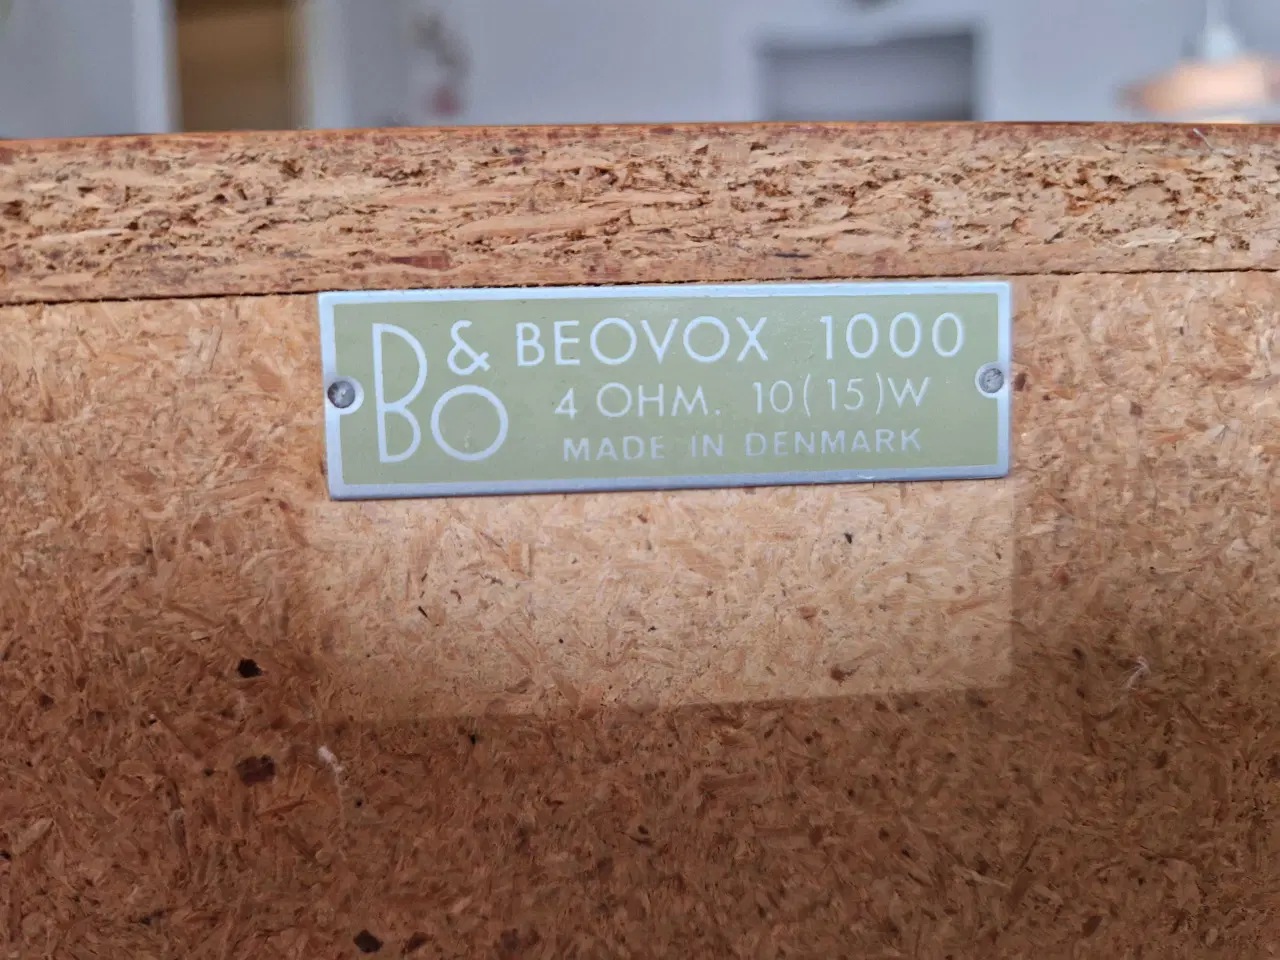 B&O BEOVOX 1000
4 OHM. 10(15)W
MADE IN DENMARK